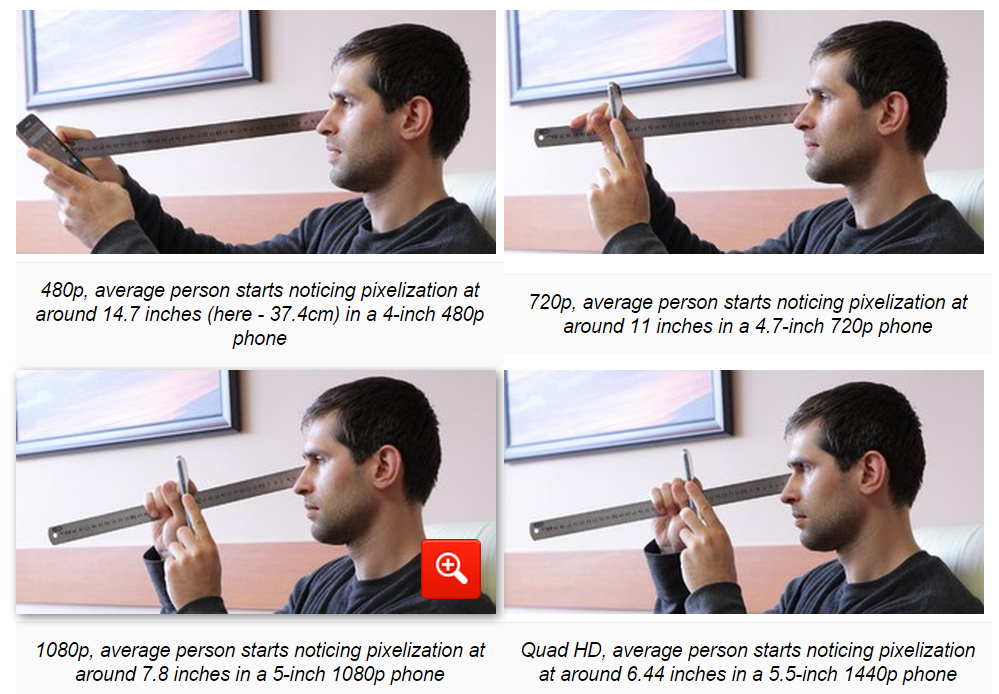 480p, average person starts noticing pixelization at
around 14.7 inches (here - 37.4cm) in a 4-inch 480p
phone
720p, average person starts noticing pixelization at
around 11 inches in a 4.7-inch 720p phone
1080p, average person starts noticing pixelization at
around 7.8 inches in a 5-inch 1080p phone
Quad HD, average person starts noticing pixelization
at around 6.44 inches in a 5.5-inch 1440p phone